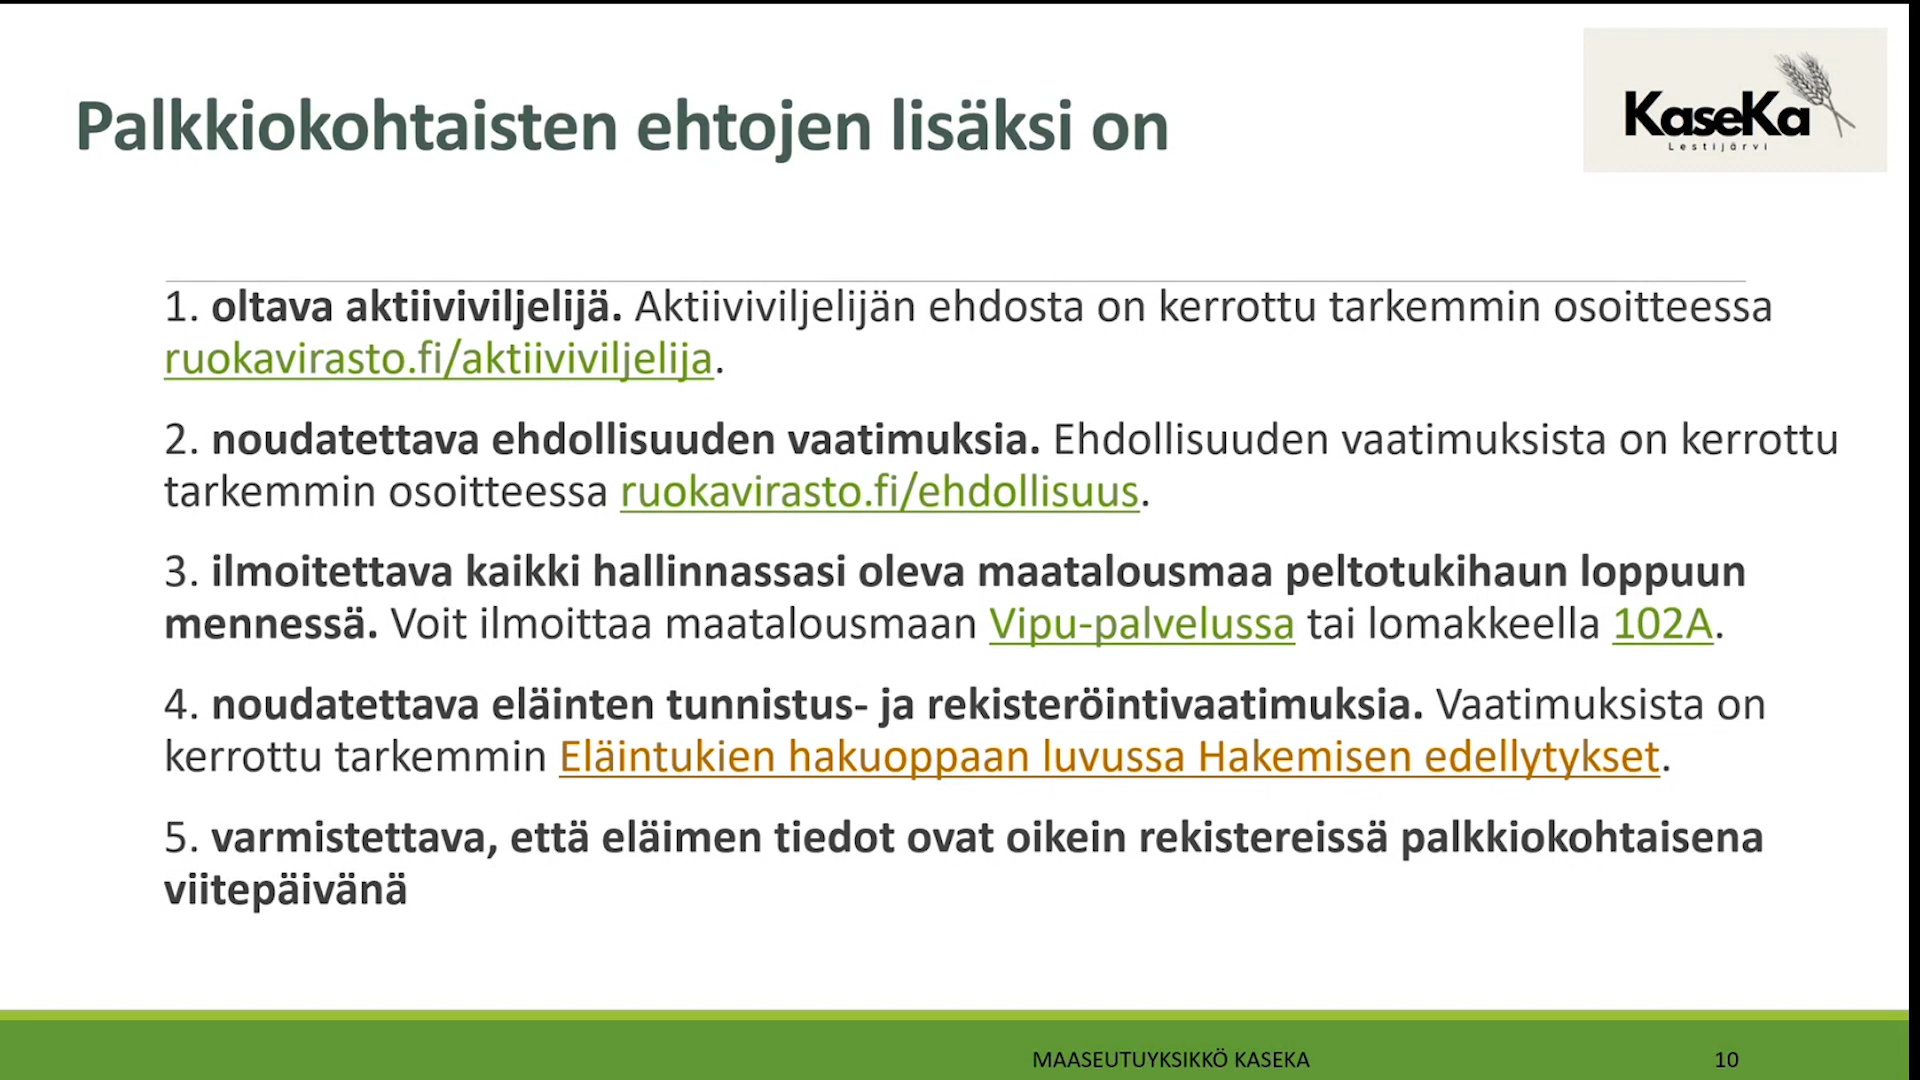 Palkkiokohtaisten ehtojen lisäksi on
KaseKa
Lestijärvi
1. oltava aktiiviviljelijä. Aktiiviviljelijän ehdosta on kerrottu tarkemmin osoitteessa
ruokavirasto.fi/aktiiviviljelija.
2. noudatettava ehdollisuuden vaatimuksia. Ehdollisuuden vaatimuksista on kerrottu
tarkemmin osoitteessa ruokavirasto.fi/ehdollisuus.
3. ilmoitettava kaikki hallinnassasi oleva maatalousmaa peltotukihaun loppuun
mennessä. Voit ilmoittaa maatalousmaan Vipu-palvelussa tai lomakkeella 102A.
4. noudatettava eläinten tunnistus- ja rekisteröintivaatimuksia. Vaatimuksista on
kerrottu tarkemmin Eläintukien hakuoppaan luvussa Hakemisen edellytykset.
5. varmistettava, että eläimen tiedot ovat oikein rekistereissä palkkiokohtaisena
viitepäivänä
MAASEUTUYKSIKKÖ KASEKA
10